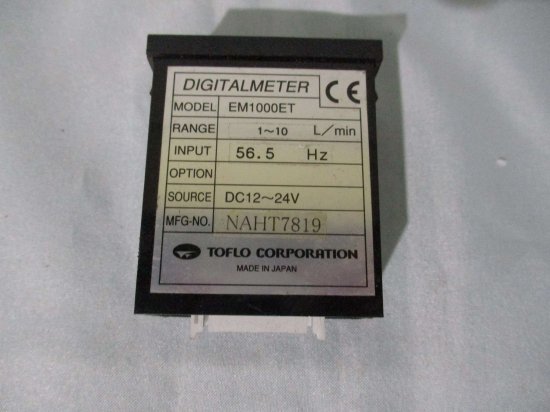 DIGITALMETER CE
MODEL EM1000ET
RANGE 1~10 L/min
INPUT 56.5 Hz
OPTION
SOURCE DC12~24V
MFG-NO. NAHT7819
TOFLO CORPORATION
MADE IN JAPAN